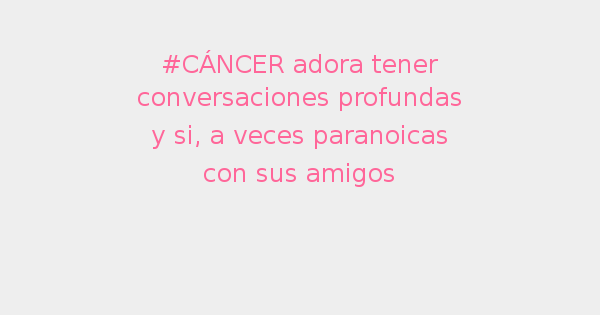 #CÁNCER adora tener
conversaciones profundas
y si, a veces paranoicas
con sus amigos